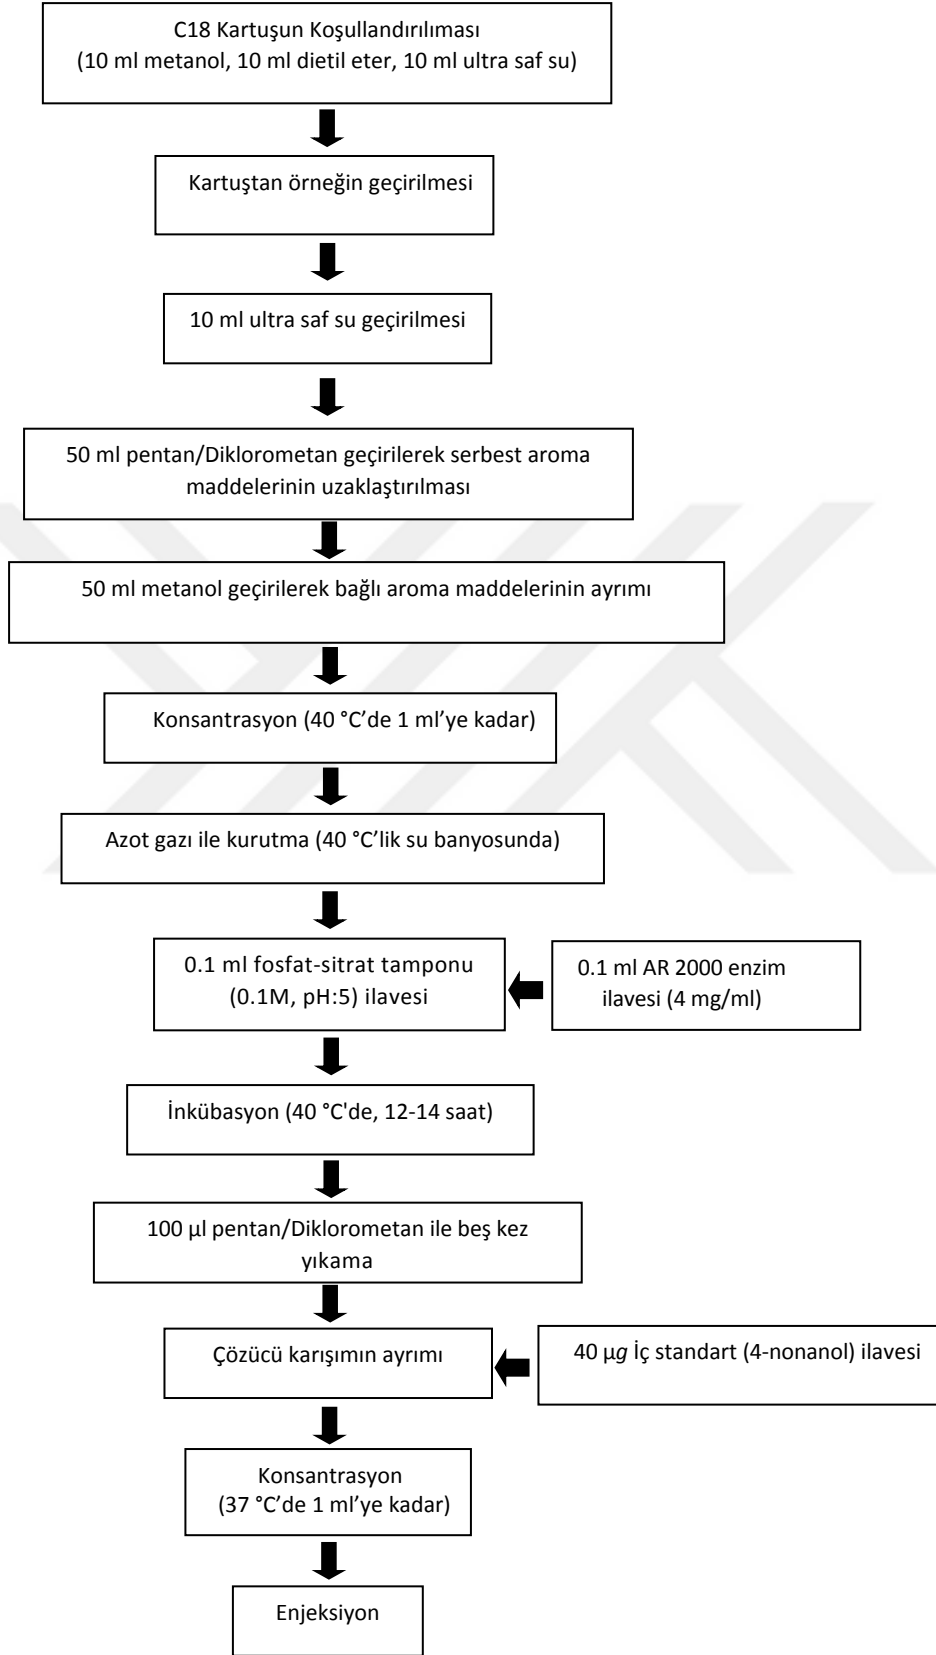 C18 Kartuşun Koşullandırılıması
(10 ml metanol, 10 ml dietil eter, 10 ml ultra saf su)
Kartuştan örneğin geçirilmesi
10 ml ultra saf su geçirilmesi
50 ml pentan/Diklorometan geçirilerek serbest aroma
maddelerinin uzaklaştırılması
50 ml metanol geçirilerek bağlı aroma maddelerinin ayrımı
Konsantrasyon (40 °C’de 1 ml’ye kadar)
Azot gazı ile kurutma (40 °C’lik su banyosunda)
0.1 ml fosfat-sitrat tamponu
(0.1M, pH:5) ilavesi
0.1 ml AR 2000 enzim
ilavesi (4 mg/ml)
İnkübasyon (40 °C'de, 12-14 saat)
100 µl pentan/Diklorometan ile beş kez
yıkama
Çözücü karışımın ayrımı
40 µg İç standart (4-nonanol) ilavesi
Konsantrasyon
(37 °C’de 1 ml’ye kadar)
Enjeksiyon